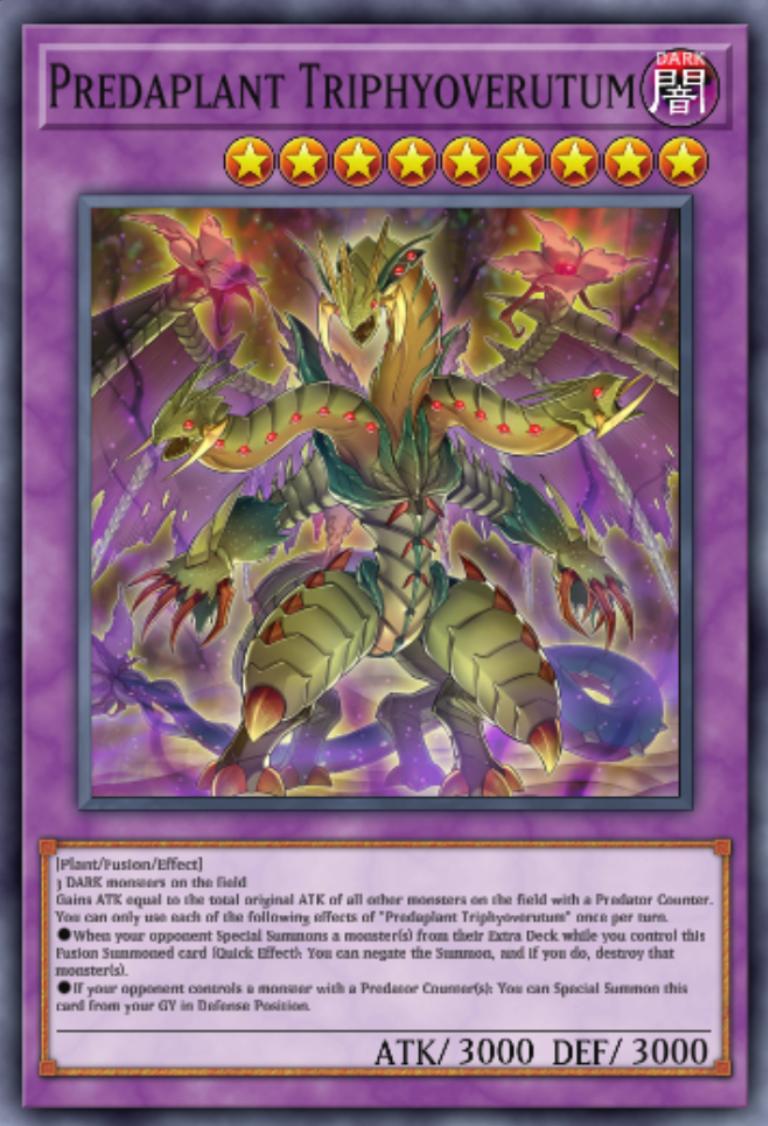 PREDAPLANT TRIPHYOVERUTUM
DARK
闇
[Plant/Fusion/Effect]
3 DARK monsters on the field
Gains ATK equal to the total original ATK of all other monsters on the field with a Predator Counter.
You can only use each of the following effects of "Predaplant Triphyoverutum" once per turn.
●When your opponent Special Summons a monster(s) from their Extra Deck while you control this
Fusion Summoned card (Quick Effect): You can negate the Summon, and if you do, destroy that
monster(s).
●If your opponent controls a monster with a Predator Counter(s): You can Special Summon this
card from your GY in Defense Position.
ATK/ 3000 DEF/ 3000